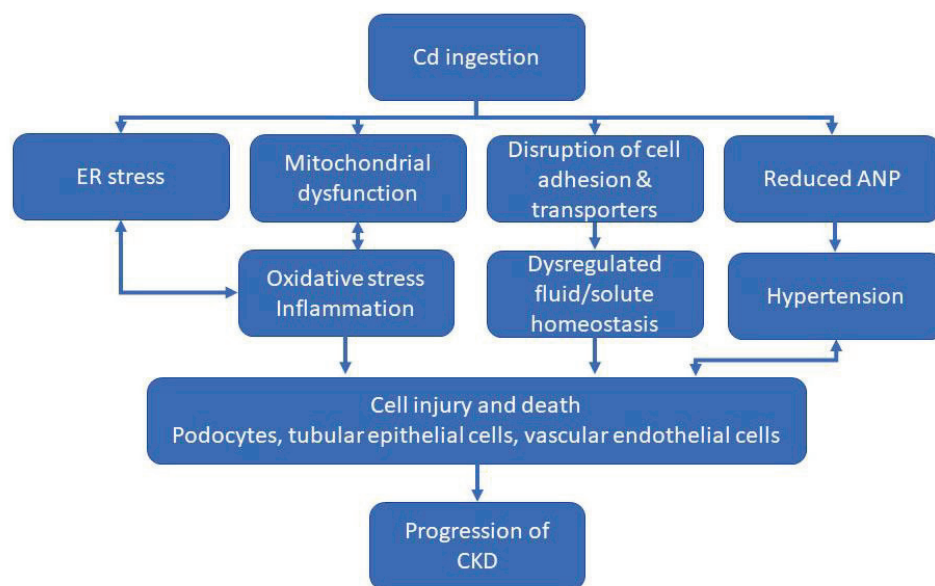 Cd ingestion
ER stress
Mitochondrial
dysfunction
Disruption of cell
adhesion &
transporters
Reduced ANP
Oxidative stress
Inflammation
Dysregulated
fluid/solute
homeostasis
Hypertension
Cell injury and death
Podocytes, tubular epithelial cells, vascular endothelial cells
Progression of
CKD